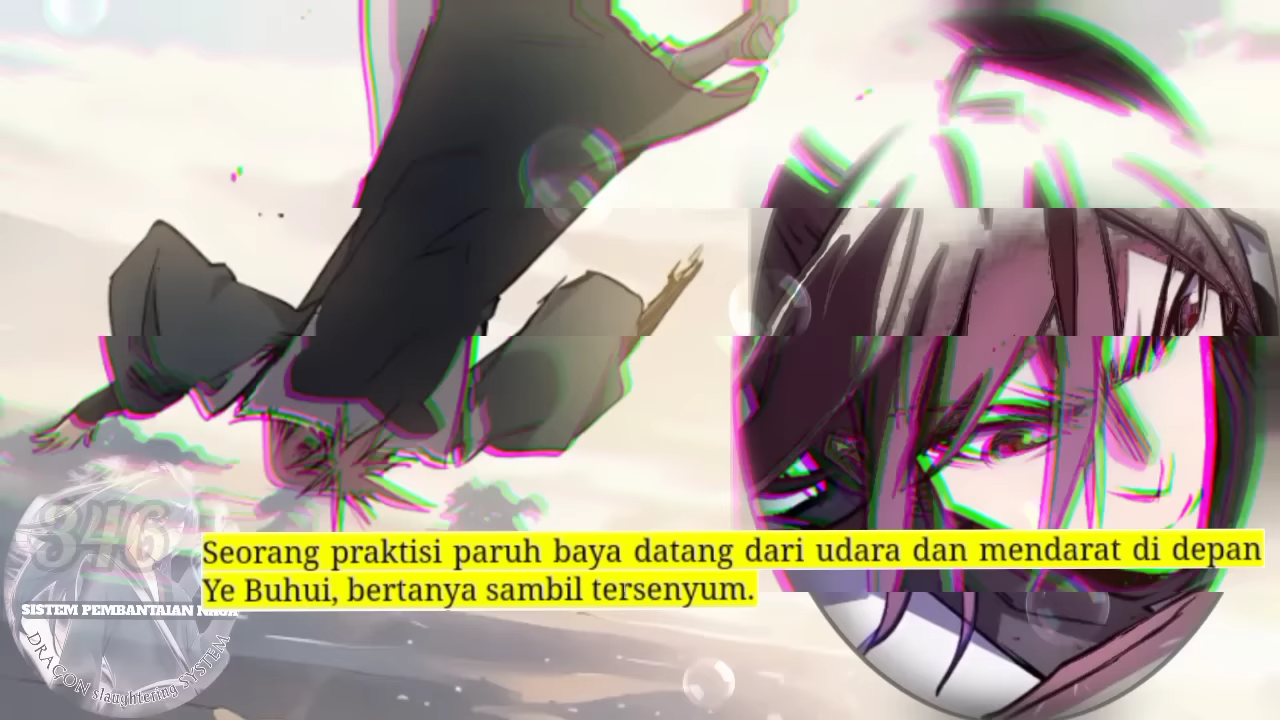 346
Seorang praktisi paruh baya datang dari udara dan mendarat di depan
Ye Buhui, bertanya sambil tersenyum.
SISTEM PEMBANTAIAN NAGA
DRAGON slaughtering SYSTEM